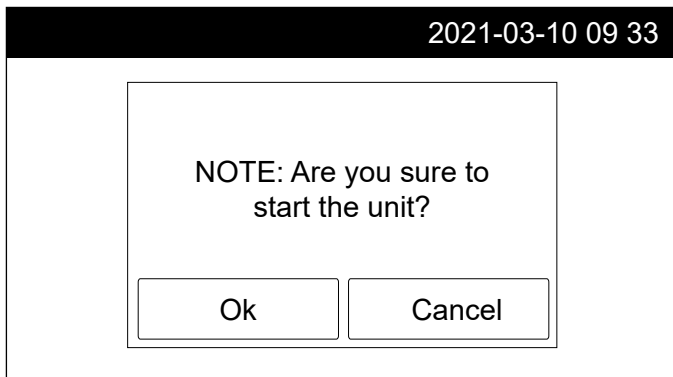 2021-03-10 09 33
NOTE: Are you sure to
start the unit?
Ok
Cancel